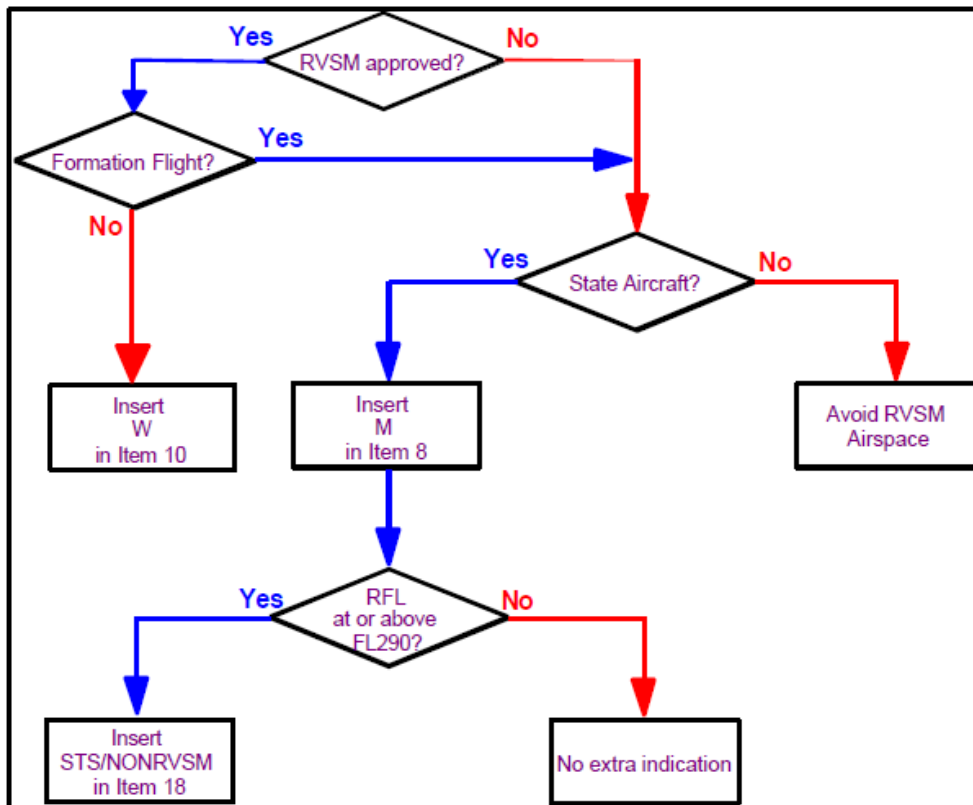 Yes
RVSM approved?
No
Formation Flight?
Yes
No
Yes
State Aircraft?
No
Insert
W
in Item 10
Insert
M
in Item 8
Avoid RVSM
Airspace
Yes
RFL
at or above
FL290?
No
Insert
STS/NONRVSM
in Item 18
No extra indication